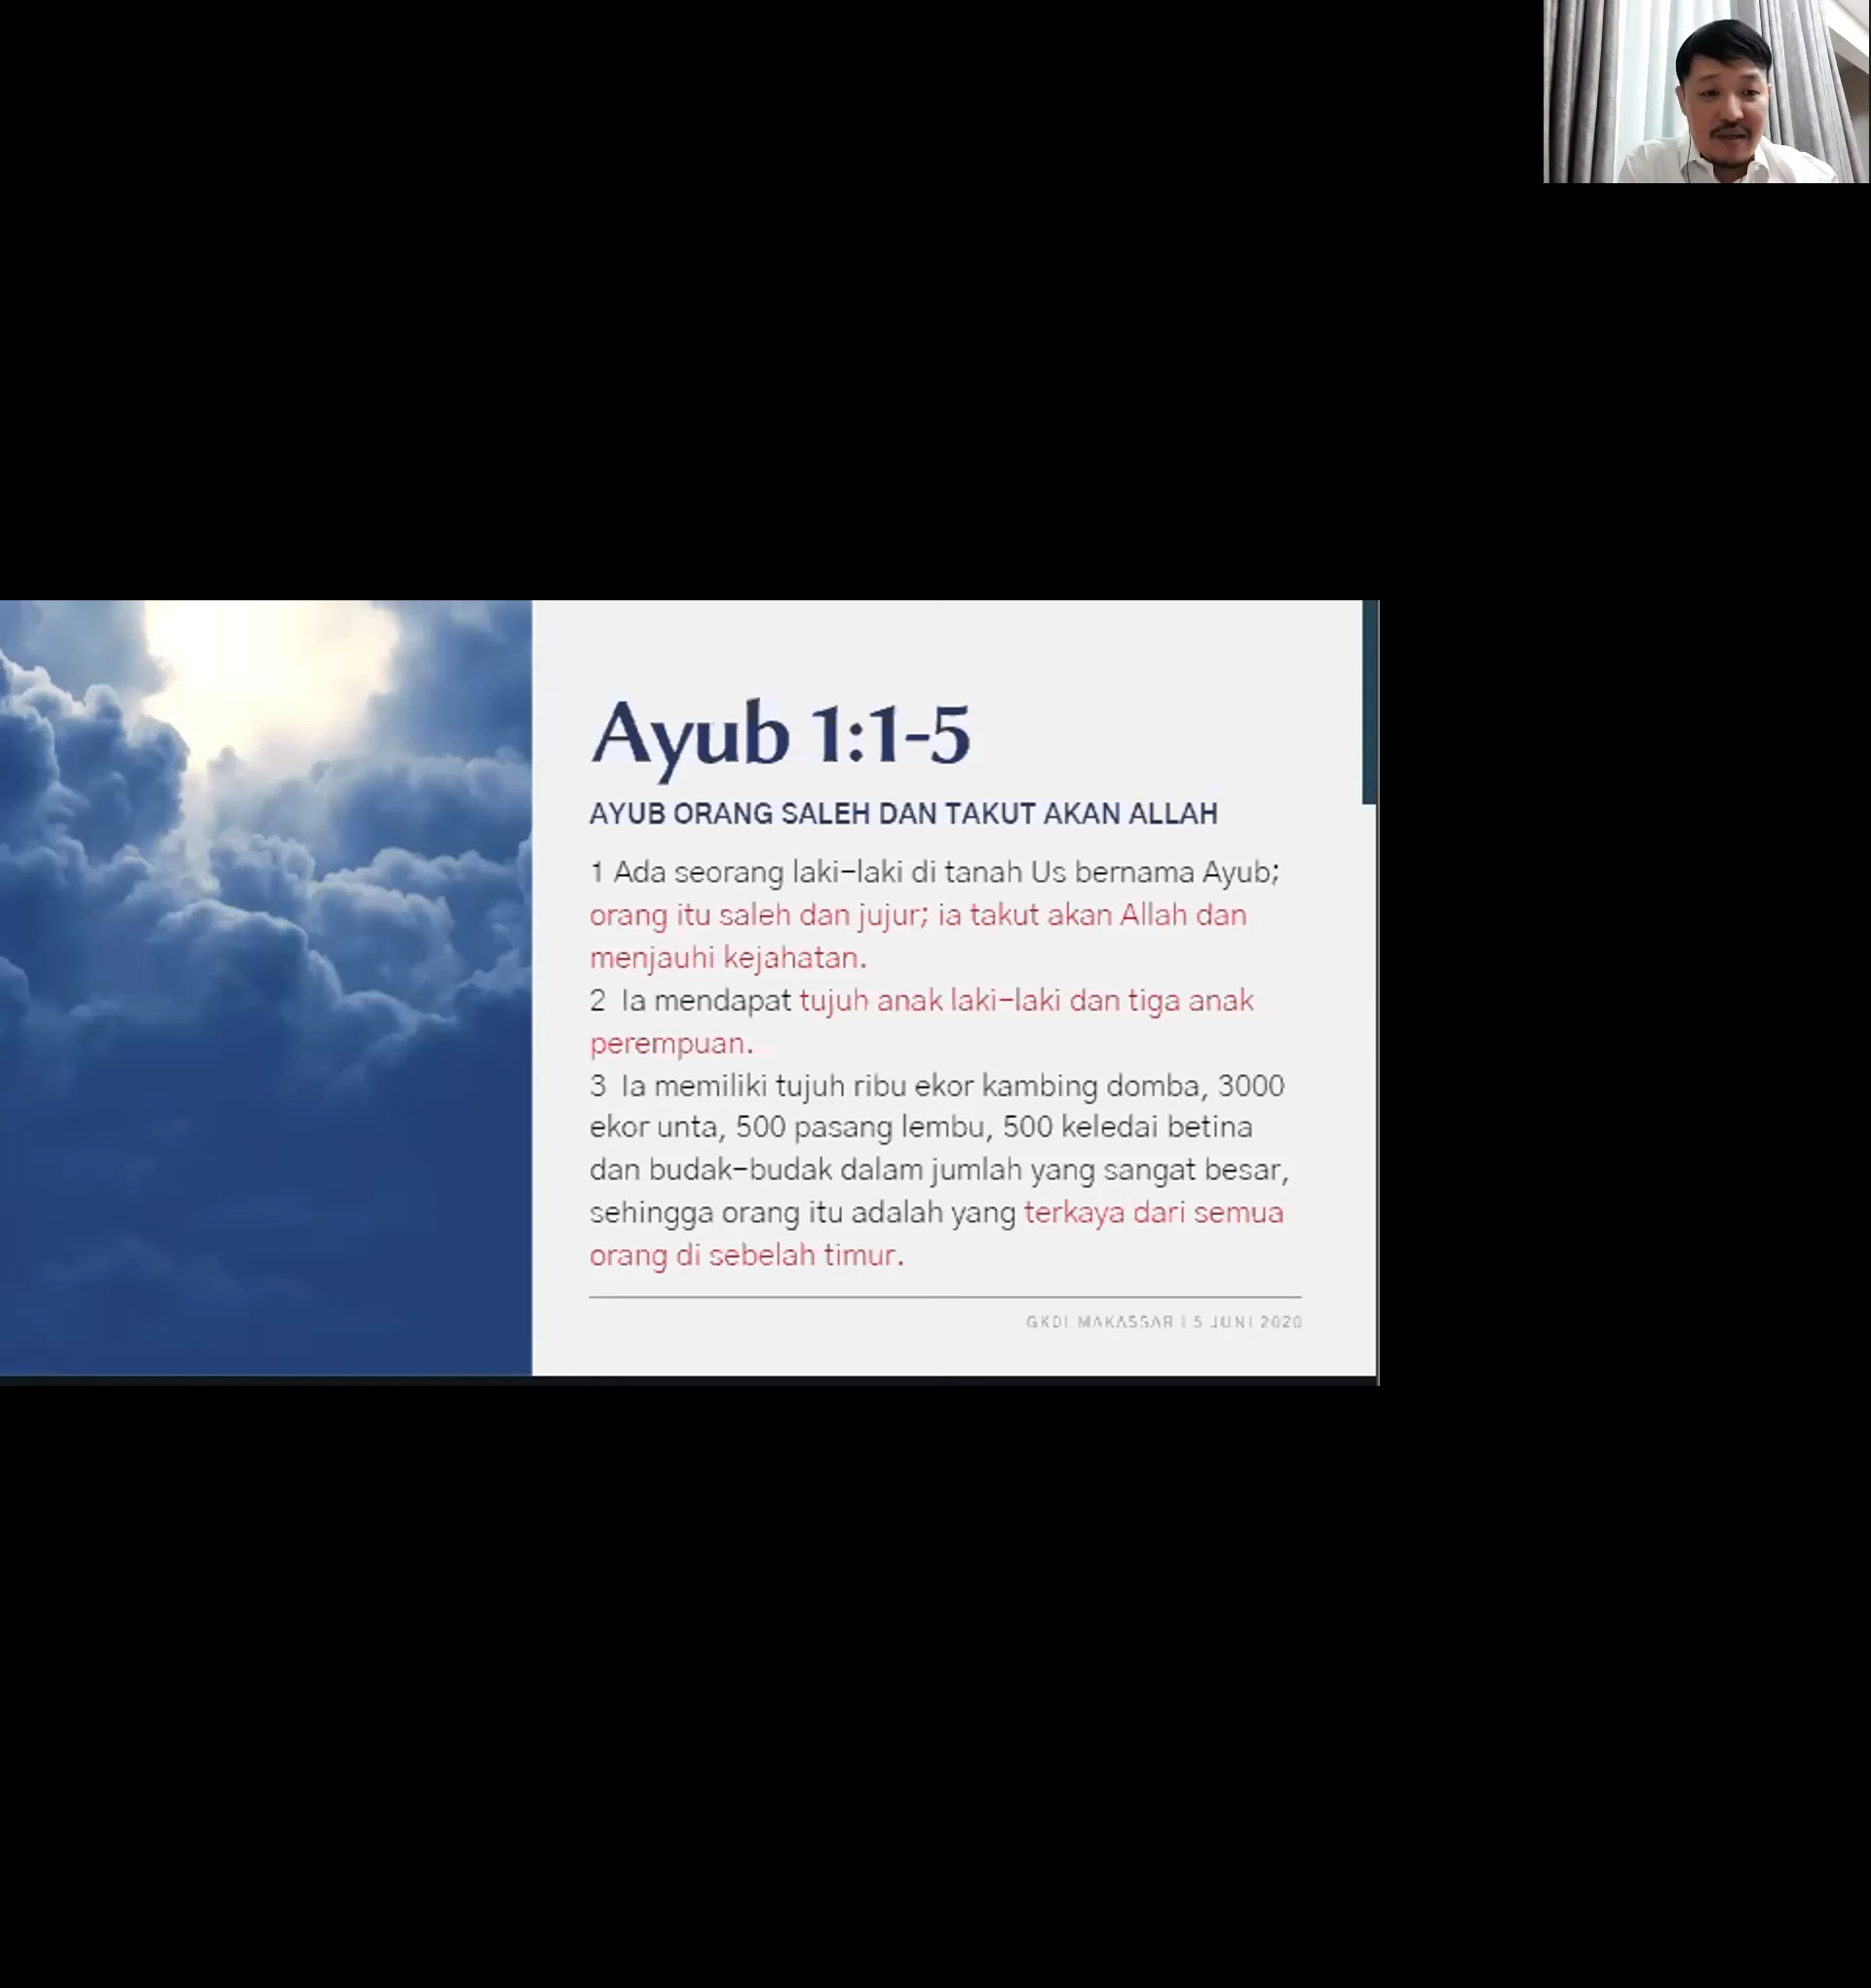 Ayub 1:1-5
AYUB ORANG SALEH DAN TAKUT AKAN ALLAH
1 Ada seorang laki-laki di tanah Us bernama Ayub;
orang itu saleh dan jujur; ia takut akan Allah dan
menjauhi kejahatan.
2 Ia mendapat tujuh anak laki-laki dan tiga anak
perempuan.
3 Ia memiliki tujuh ribu ekor kambing domba, 3000
ekor unta, 500 pasang lembu, 500 keledai betina
dan budak-budak dalam jumlah yang sangat besar,
sehingga orang itu adalah yang terkaya dari semua
orang di sebelah timur.
GKDI MAKASSAR | 5 JUNI 2020